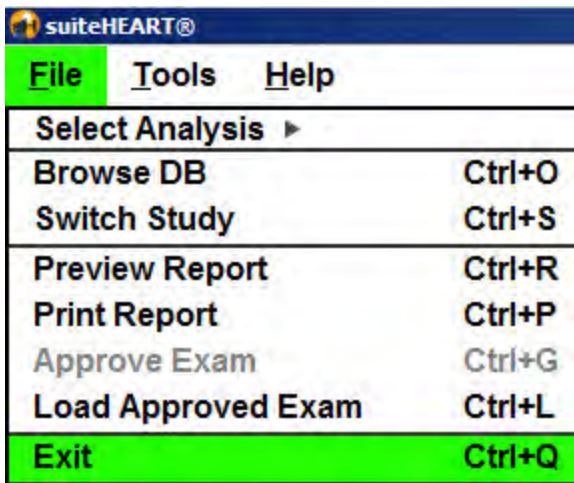 suiteHEART®
File Tools Help
Select Analysis ▶
Browse DB Ctrl+O
Switch Study Ctrl+S
Preview Report Ctrl+R
Print Report Ctrl+P
Approve Exam Ctrl+G
Load Approved Exam Ctrl+L
Exit Ctrl+Q